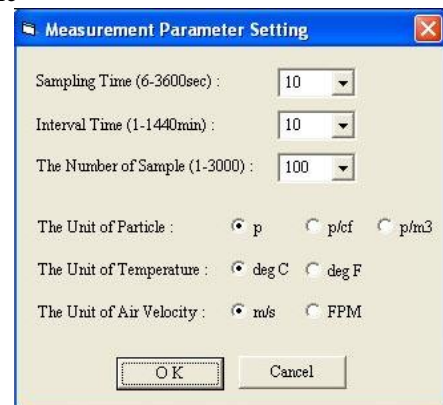 Measurement Parameter Setting
Sampling Time (6-3600sec) : 10
Interval Time (1-1440min) : 10
The Number of Sample (1-3000) : 100
The Unit of Particle : p p/cf p/m3
The Unit of Temperature : deg C deg F
The Unit of Air Velocity : m/s FPM
OK Cancel